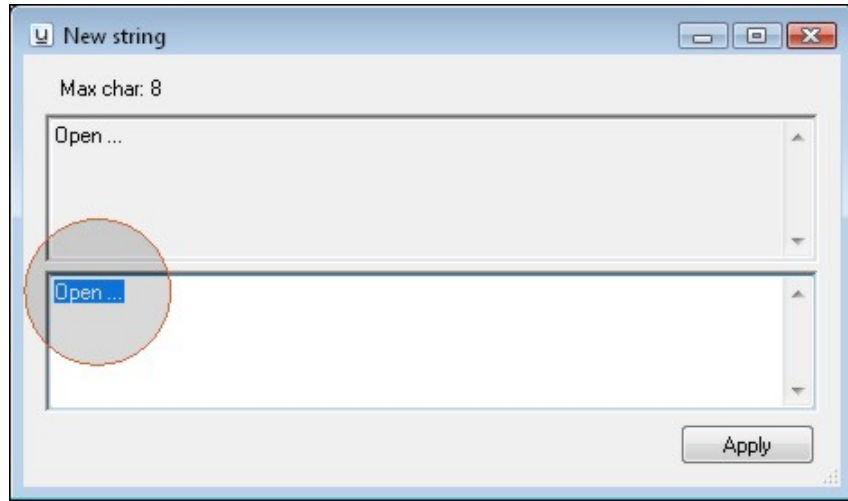 New string
Max char: 8
Open ...
Open ...
Apply